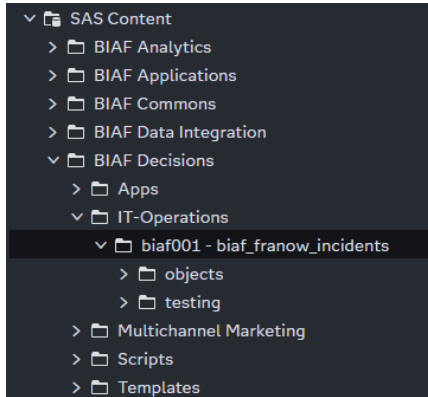 SAS Content
BIAF Analytics
BIAF Applications
BIAF Commons
BIAF Data Integration
BIAF Decisions
Apps
IT-Operations
biaf001 - biaf_franow_incidents
objects
testing
Multichannel Marketing
Scripts
Templates